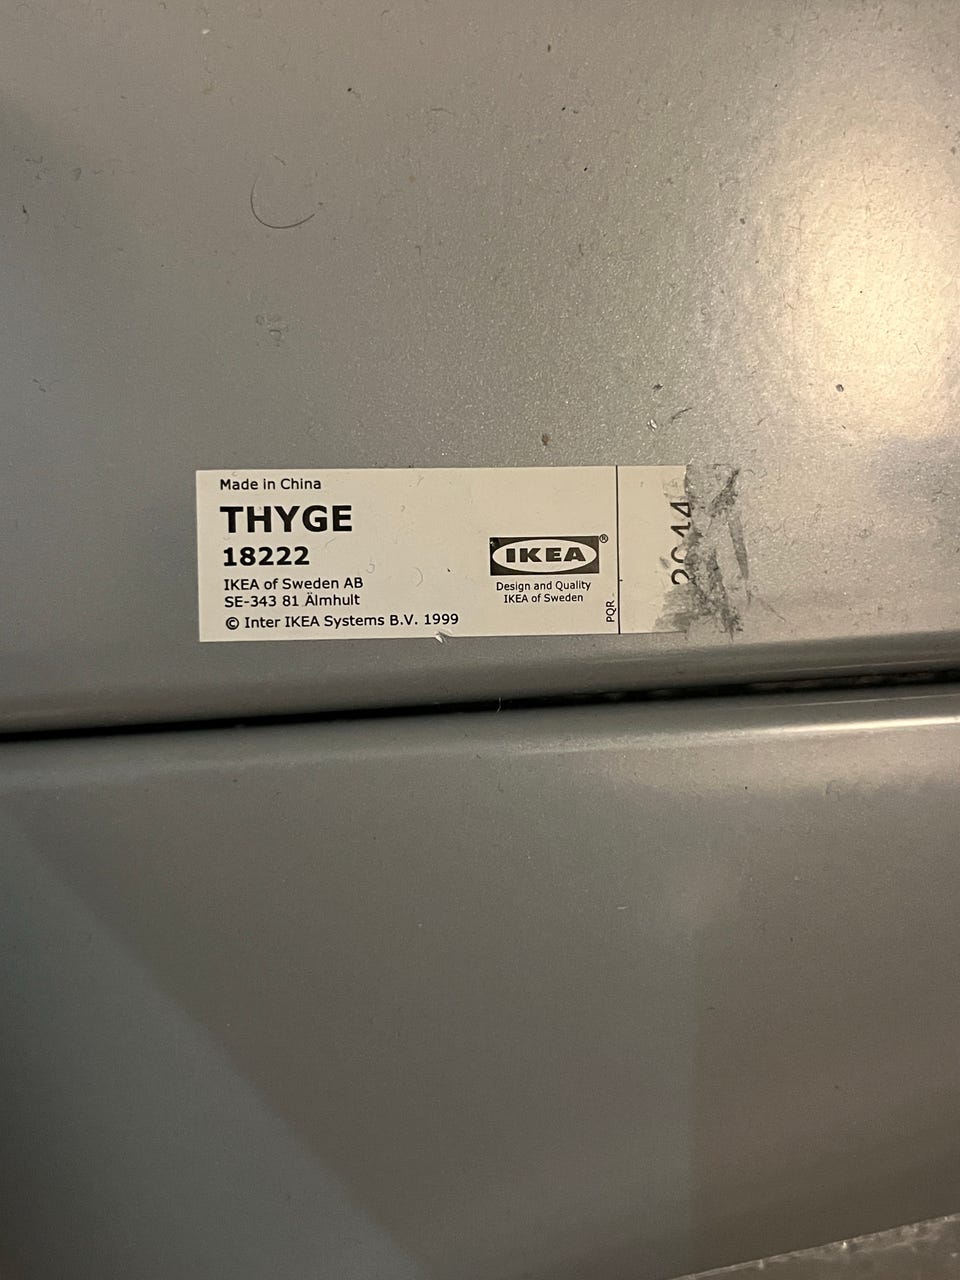 Made in China
THYGE
18222
IKEA of Sweden AB
SE-343 81 Älmhult
© Inter IKEA Systems B.V. 1999
IKEA®
Design and Quality
IKEA of Sweden
PQR